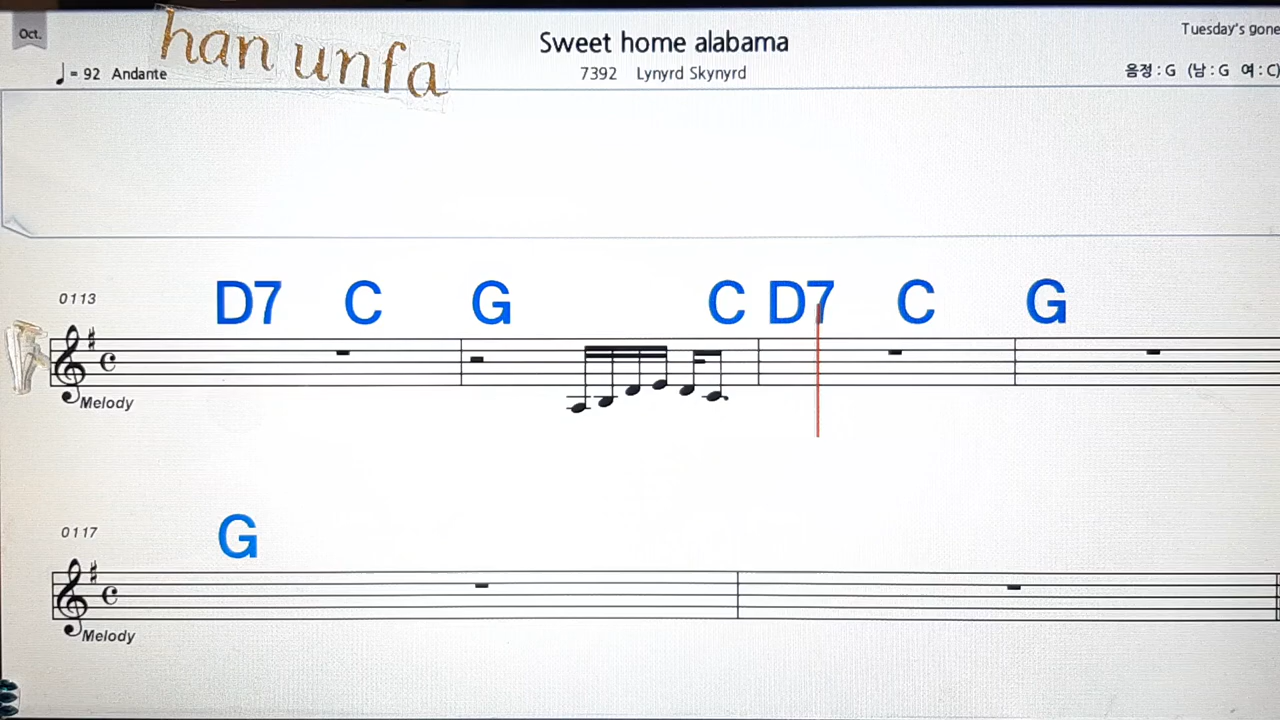 Oct.
han unfa
Sweet home alabama
Tuesday's gone
♩= 92 Andante
7392 Lynyrd Skynyrd
음정 : G (남 : G 여 : C)
D7 C G C D7 C G
0113
Melody
G
0117
Melody